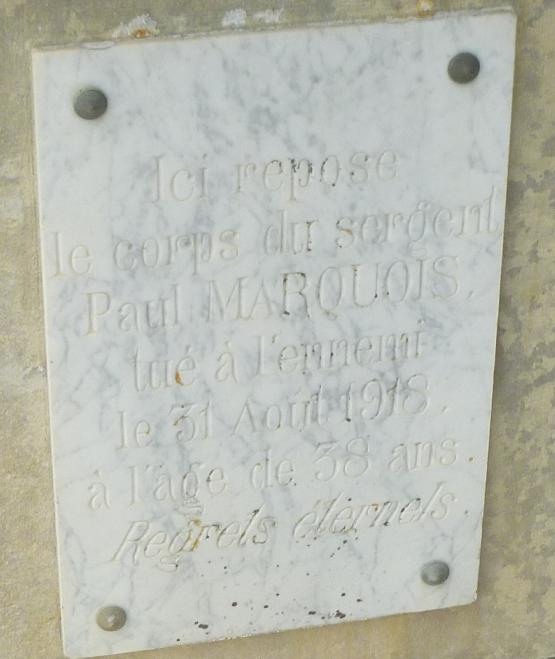 Ici repose
le corps du sergent
Paul MARQUOIS,
tué à l'ennemi
le 31 Août 1918,
à l'âge de 38 ans.
Regrets éternels.